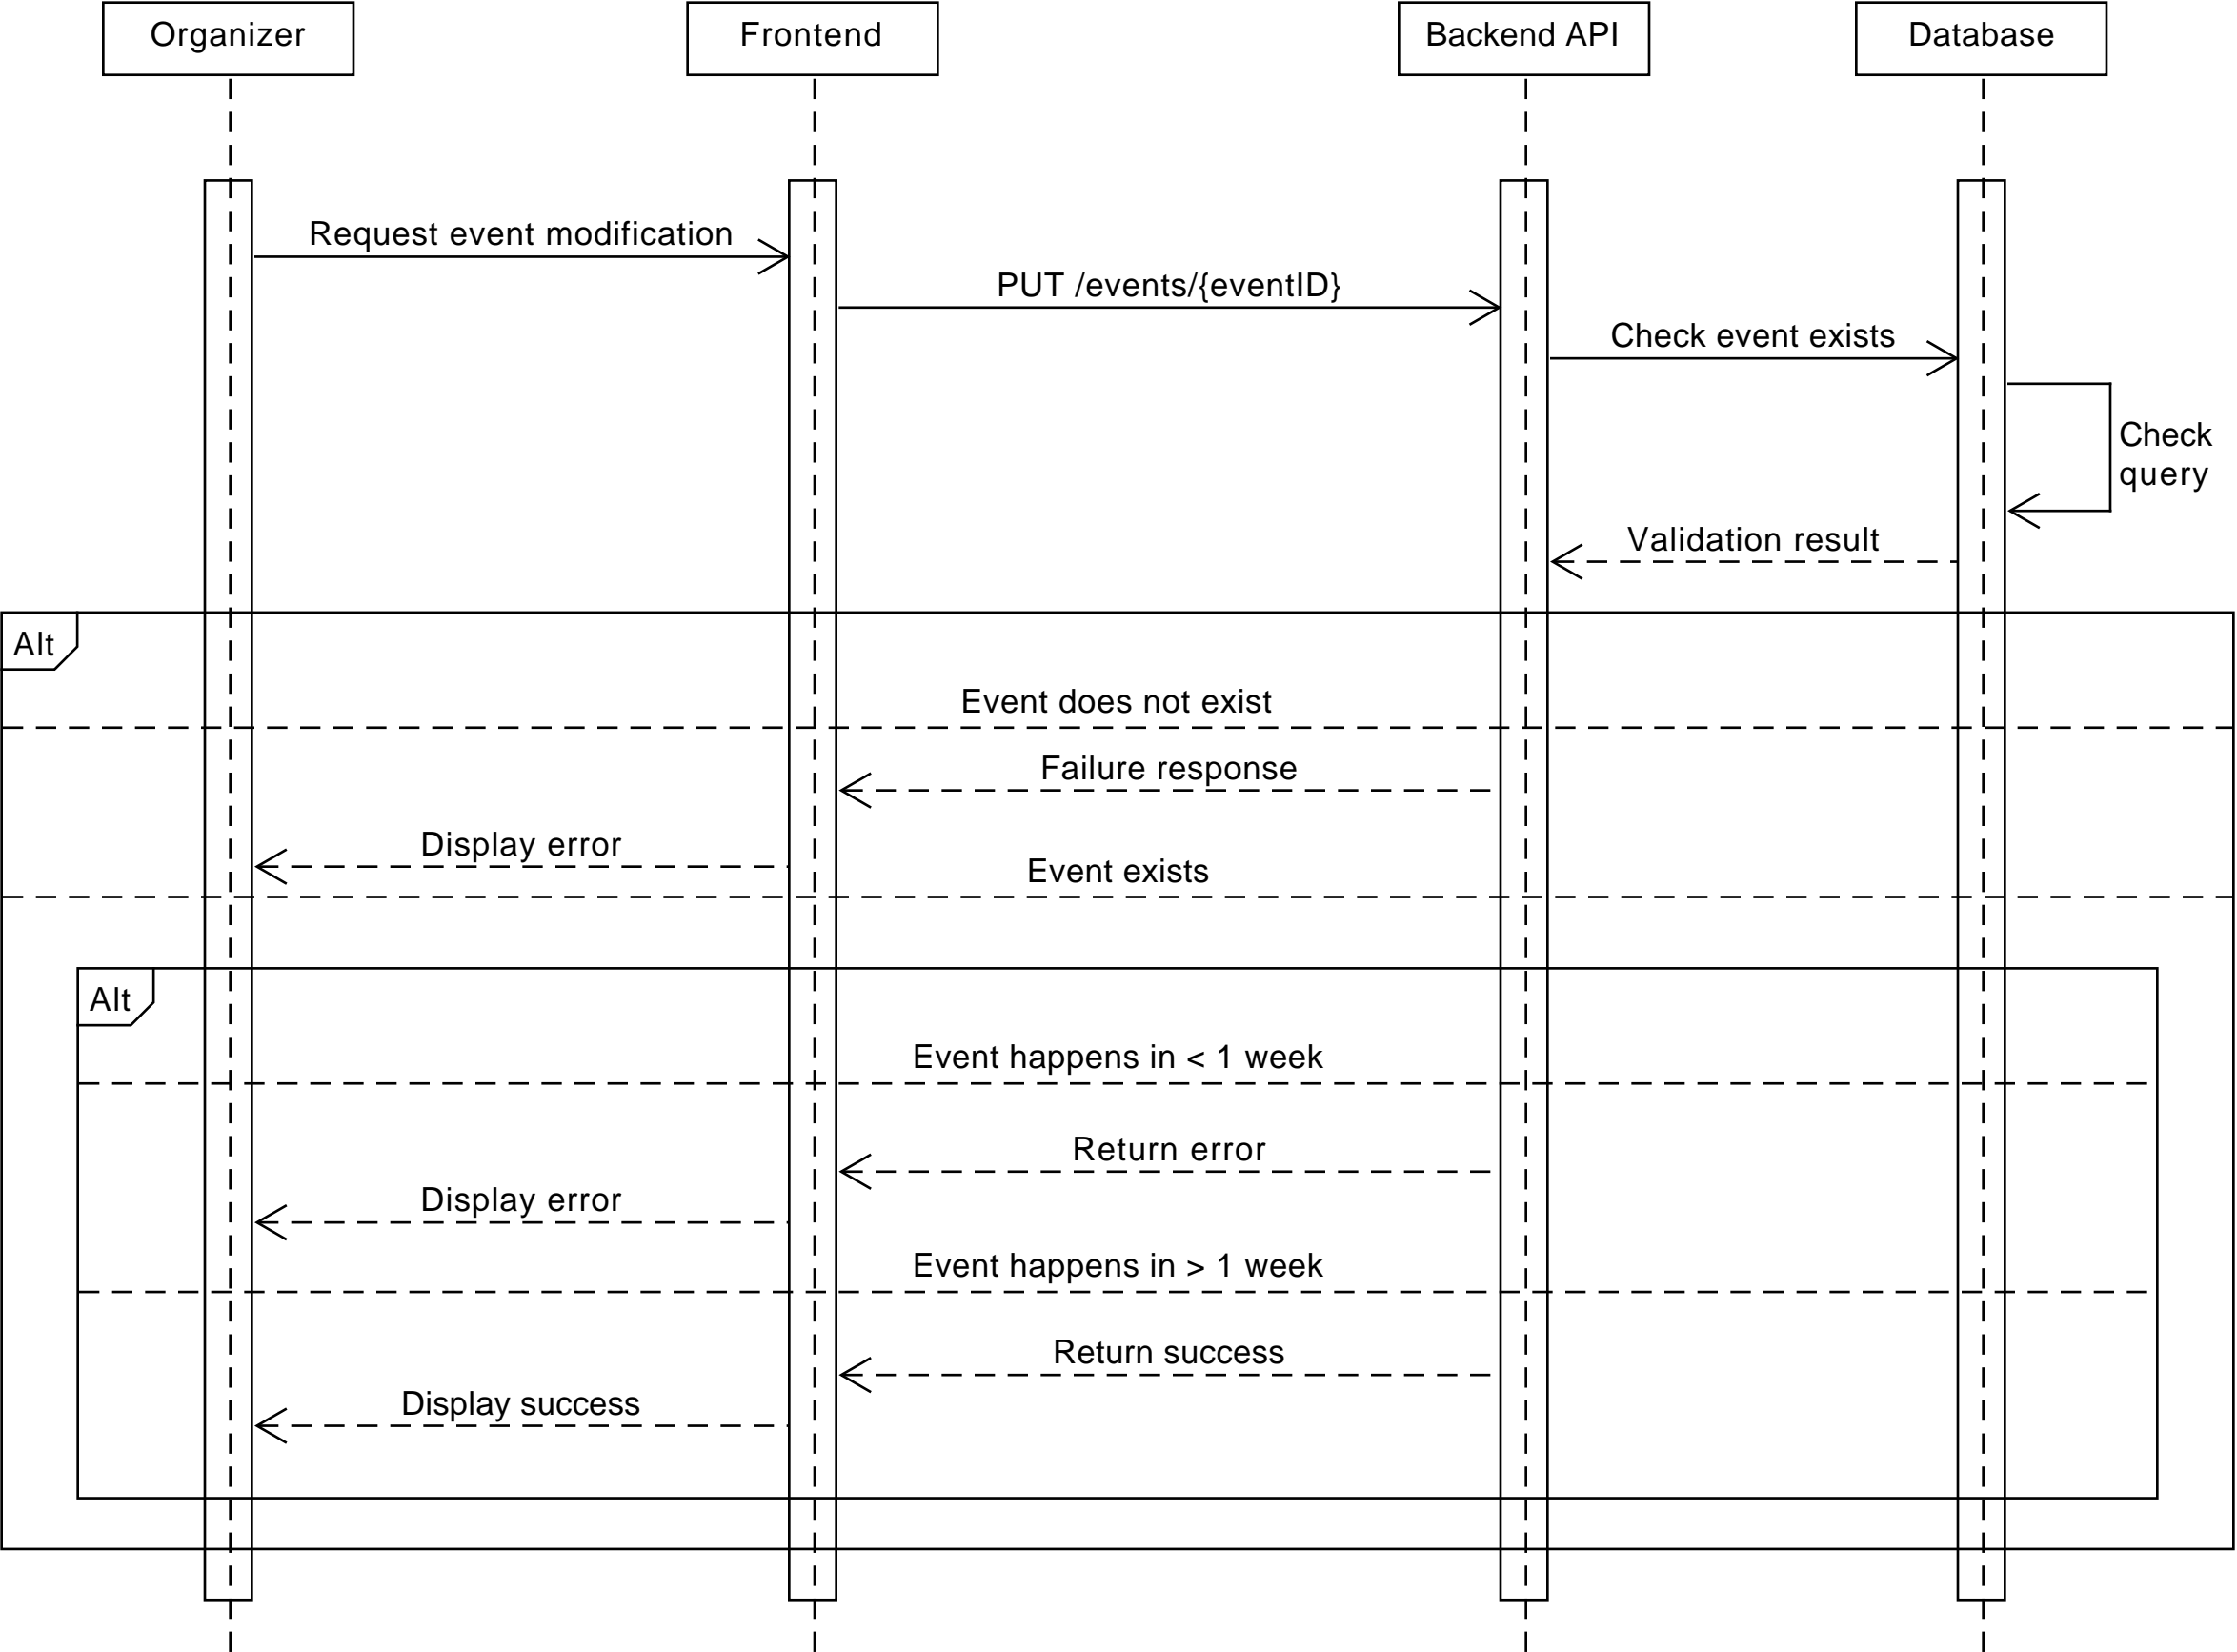 Organizer
Frontend
Backend API
Database
Request event modification
PUT /events/{eventID}
Check event exists
Check
query
Validation result
Alt
Event does not exist
Failure response
Display error
Event exists
Alt
Event happens in < 1 week
Return error
Display error
Event happens in > 1 week
Return success
Display success